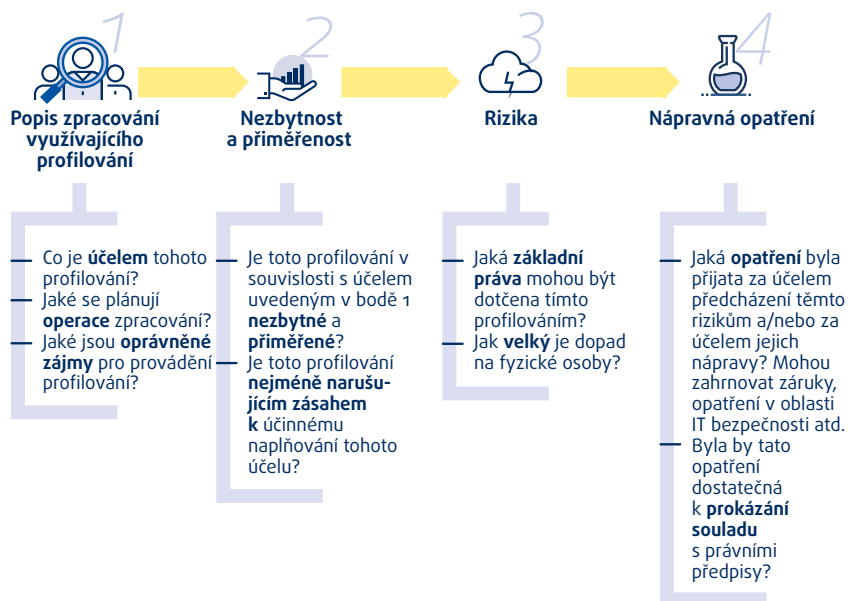 1
Popis zpracování
využívajícího
profilování
Co je účelem tohoto
profilování?
Jaké se plánují
operace zpracování?
Jaké jsou oprávněné
zájmy pro provádění
profilování?
2
Nezbytnost
a přiměřenost
Je toto profilování v
souvislosti s účelem
uvedeným v bodě 1
nezbytné a
přiměřené?
Je toto profilování
nejméně narušu-
jícím zásahem
k účinnému
naplňování tohoto
účelu?
3
Rizika
Jaká základní
práva mohou být
dotčena tímto
profilováním?
Jak velký je dopad
na fyzické osoby?
4
Nápravná opatření
Jaká opatření byla
přijata za účelem
předcházení těmto
rizikům a/nebo za
účelem jejich
nápravy? Mohou
zahrnovat záruky,
opatření v oblasti
IT bezpečnosti atd.
Byla by tato
opatření
dostatečná
k prokázání
souladu
s právními
předpisy?